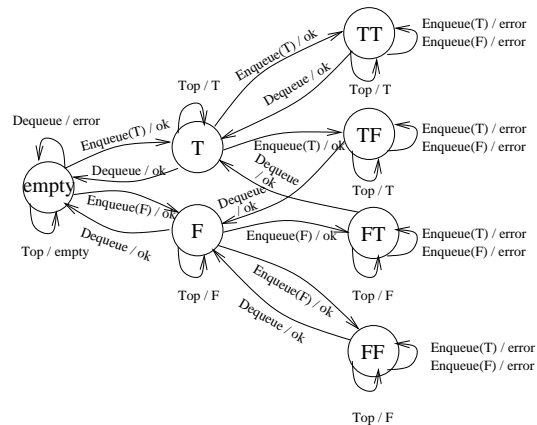 Enqueue(T) / error
Enqueue(F) / error
TT
Enqueue(T) / ok
Dequeue / ok
Top / T
Top / T
Dequeue / error
Enqueue(T) / ok
T
Enqueue(T) / ok
TF
Enqueue(T) / error
Enqueue(F) / error
Top / T
Dequeue / ok
empty
Dequeue
/ ok
Dequeue
/ ok
Enqueue(F) / ok
F
Enqueue(F) / ok
FT
Enqueue(T) / error
Enqueue(F) / error
Top / empty
Dequeue / ok
Top / F
Top / F
Enqueue(F) / ok
Dequeue / ok
FF
Enqueue(T) / error
Enqueue(F) / error
Top / F